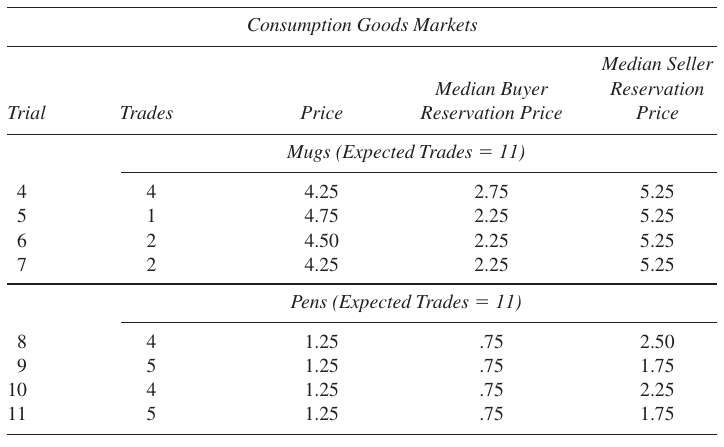 Consumption Goods Markets
Median Seller
Median Buyer Reservation
Trial Trades Price Reservation Price Price
Mugs (Expected Trades = 11)
4 4 4.25 2.75 5.25
5 1 4.75 2.25 5.25
6 2 4.50 2.25 5.25
7 2 4.25 2.25 5.25
Pens (Expected Trades = 11)
8 4 1.25 .75 2.50
9 5 1.25 .75 1.75
10 4 1.25 .75 2.25
11 5 1.25 .75 1.75